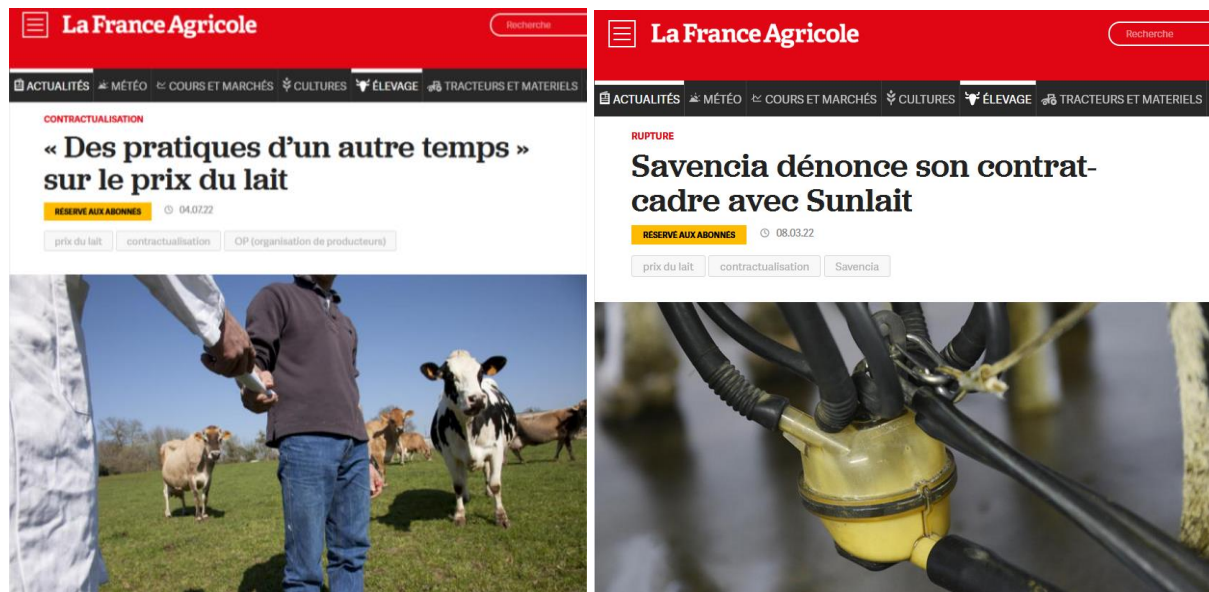 La France Agricole
Recherche
ACTUALITÉS MÉTÉO COURS ET MARCHÉS CULTURES ÉLEVAGE TRACTEURS ET MATERIELS
CONTRACTUALISATION
« Des pratiques d’un autre temps »
sur le prix du lait
RÉSERVÉ AUX ABONNÉS 04.07.22
prix du lait contractualisation OP (organisation de producteurs)
La France Agricole
Recherche
ACTUALITÉS MÉTÉO COURS ET MARCHÉS CULTURES ÉLEVAGE TRACTEURS ET MATERIELS
RUPTURE
Savencia dénonce son contrat-
cadre avec Sunlait
RÉSERVÉ AUX ABONNÉS 08.03.22
prix du lait contractualisation Savencia